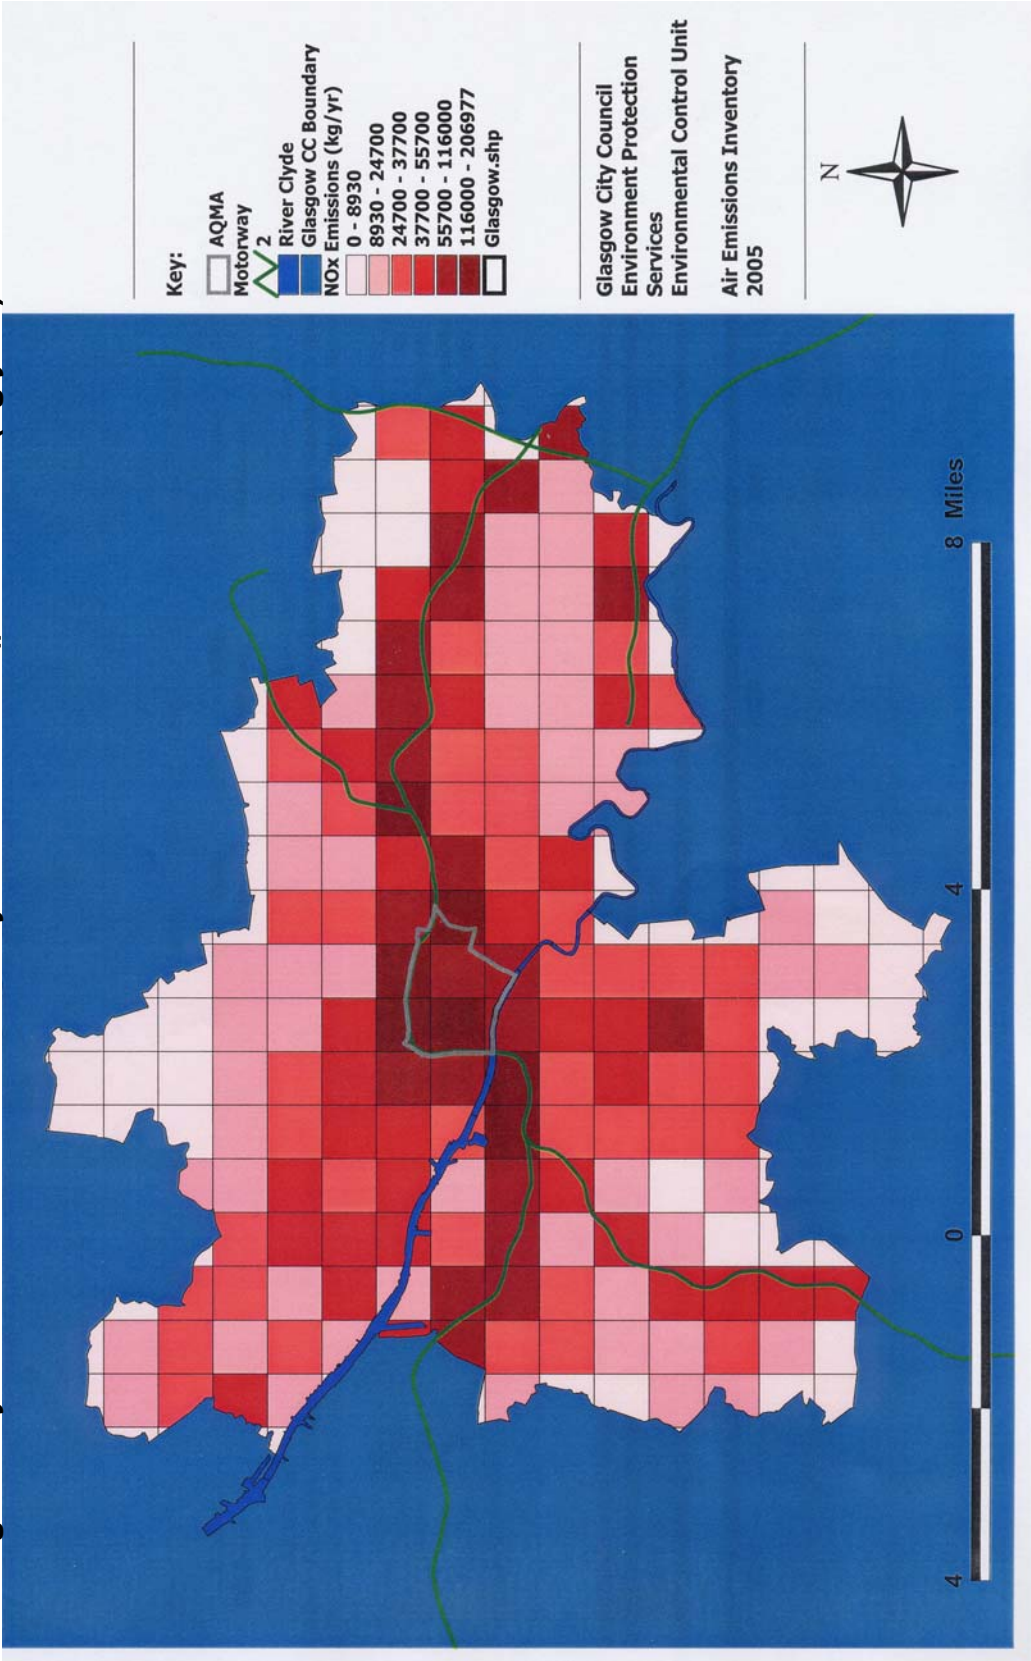 Key:
AQMA
Motorway
2
River Clyde
Glasgow CC Boundary
NOx Emissions (kg/yr)
0 - 8930
8930 - 24700
24700 - 37700
37700 - 55700
55700 - 116000
116000 - 206977
Glasgow.shp
Glasgow City Council
Environment Protection
Services
Environmental Control Unit
Air Emissions Inventory
2005
N
4
0
4
8 Miles